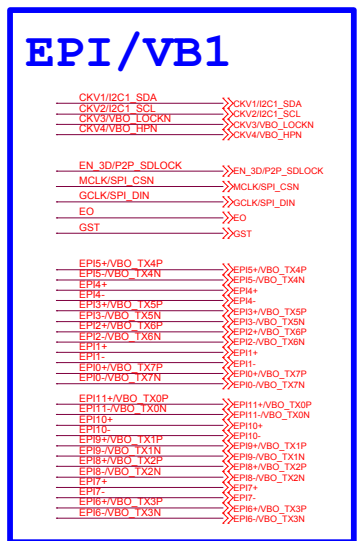 EPI/VB1
CKV1/I2C1_SDA CKV1/I2C1_SDA
CKV2/I2C1_SCL CKV2/I2C1_SCL
CKV3/VBO_LOCKN CKV3/VBO_LOCKN
CKV4/VBO_HPN CKV4/VBO_HPN
EN_3D/P2P_SDLOCK EN_3D/P2P_SDLOCK
MCLK/SPI_CSN MCLK/SPI_CSN
GCLK/SPI_DIN GCLK/SPI_DIN
EO EO
GST GST
EPI5+/VBO_TX4P EPI5+/VBO_TX4P
EPI5-/VBO_TX4N EPI5-/VBO_TX4N
EPI4+ EPI4+
EPI4- EPI4-
EPI3+/VBO_TX5P EPI3+/VBO_TX5P
EPI3-/VBO_TX5N EPI3-/VBO_TX5N
EPI2+/VBO_TX6P EPI2+/VBO_TX6P
EPI2-/VBO_TX6N EPI2-/VBO_TX6N
EPI1+ EPI1+
EPI1- EPI1-
EPI0+/VBO_TX7P EPI0+/VBO_TX7P
EPI0-/VBO_TX7N EPI0-/VBO_TX7N
EPI11+/VBO_TX0P EPI11+/VBO_TX0P
EPI11-/VBO_TX0N EPI11-/VBO_TX0N
EPI10+ EPI10+
EPI10- EPI10-
EPI9+/VBO_TX1P EPI9+/VBO_TX1P
EPI9-/VBO_TX1N EPI9-/VBO_TX1N
EPI8+/VBO_TX2P EPI8+/VBO_TX2P
EPI8-/VBO_TX2N EPI8-/VBO_TX2N
EPI7+ EPI7+
EPI7- EPI7-
EPI6+/VBO_TX3P EPI6+/VBO_TX3P
EPI6-/VBO_TX3N EPI6-/VBO_TX3N